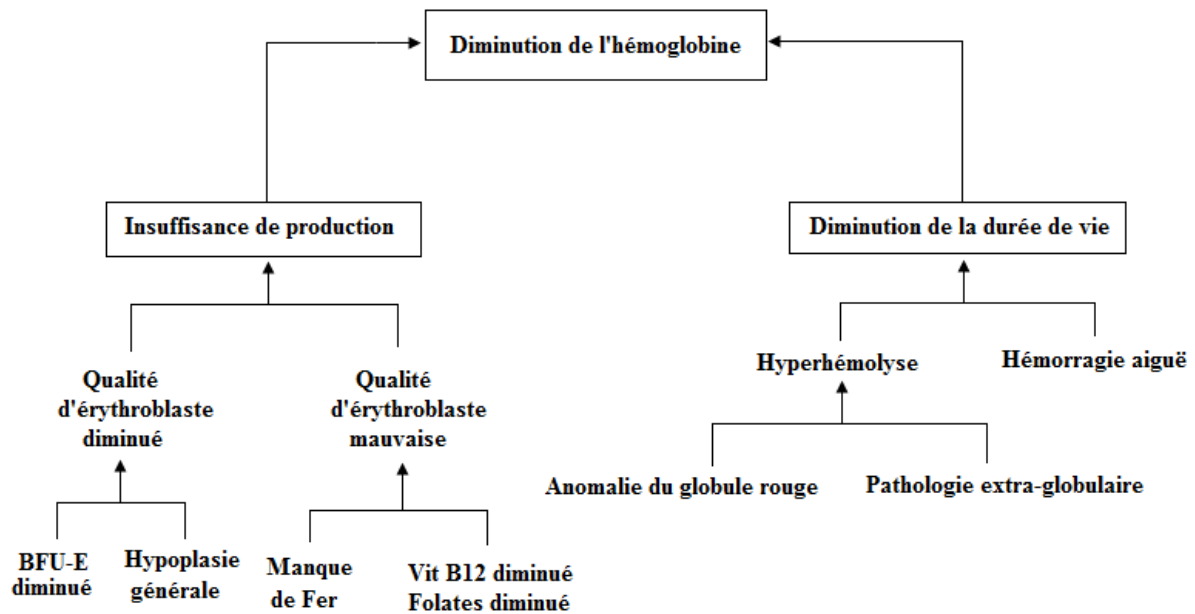 Diminution de l'hémoglobine
Insuffisance de production
Diminution de la durée de vie
Qualité
d'érythroblaste
diminué
Qualité
d'érythroblaste
mauvaise
Hyperhémolyse
Hémorragie aiguë
BFU-E
diminué
Hypoplasie
générale
Manque
de Fer
Vit B12 diminué
Folates diminué
Anomalie du globule rouge
Pathologie extra-globulaire